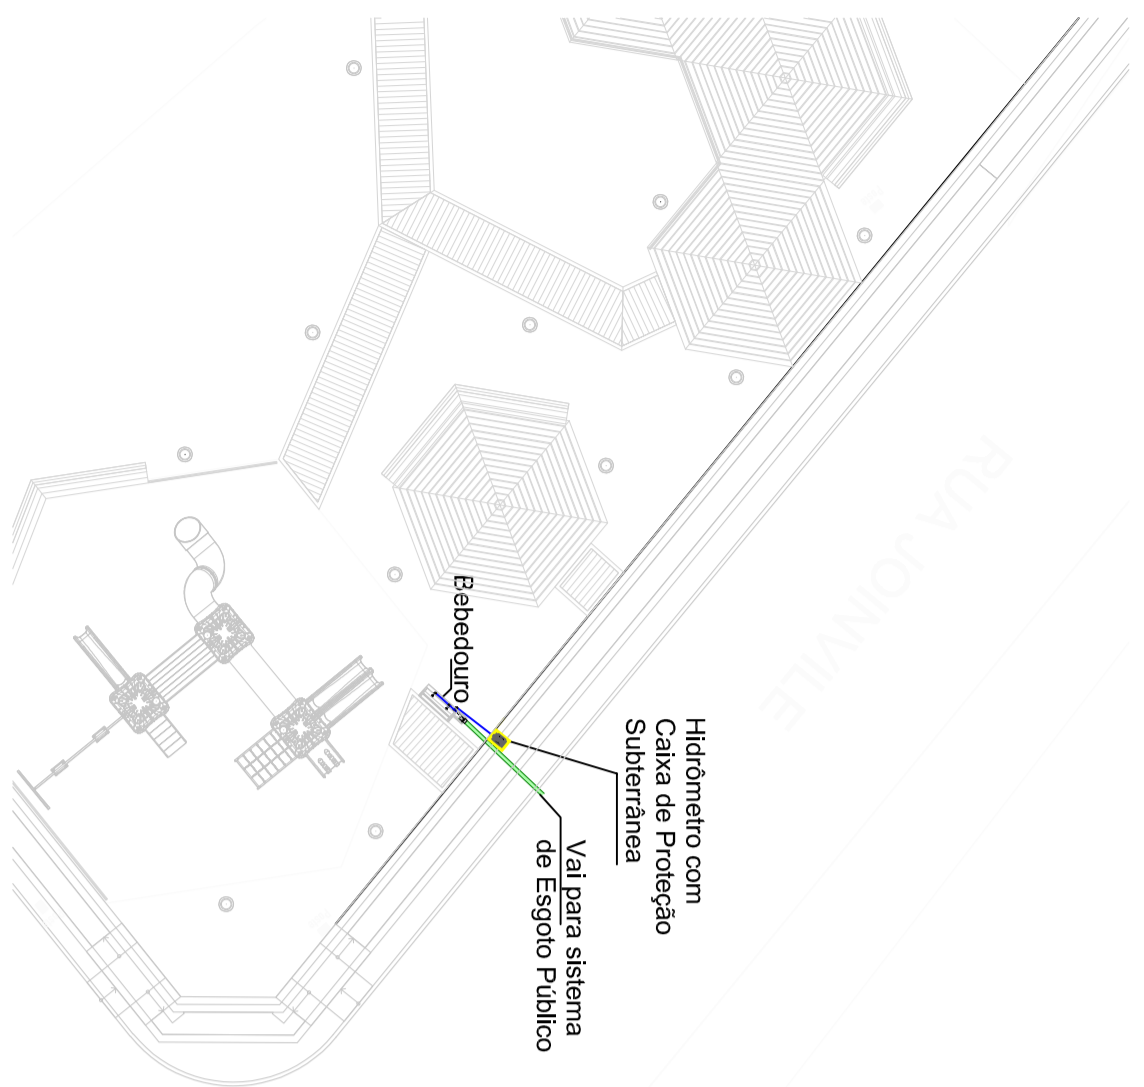 RUA JOINVILE
Bebedouro
Hidrômetro com
Caixa de Proteção
Subterrânea
Vai para sistema
de Esgoto Público